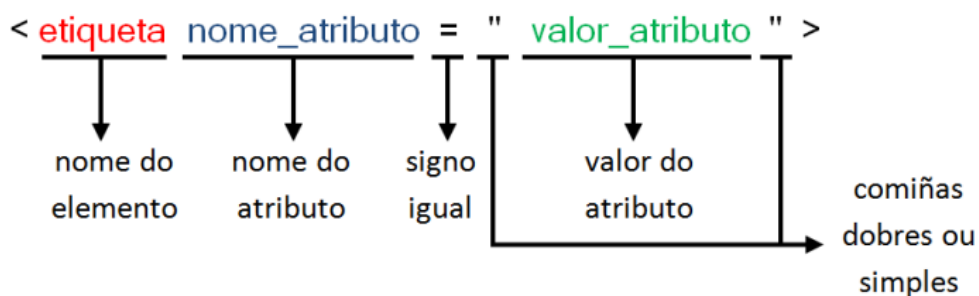 < etiqueta nome_atributo = " valor_atributo " >
nome do
elemento
nome do
atributo
signo
igual
valor do
atributo
comiñas
dobres ou
simples